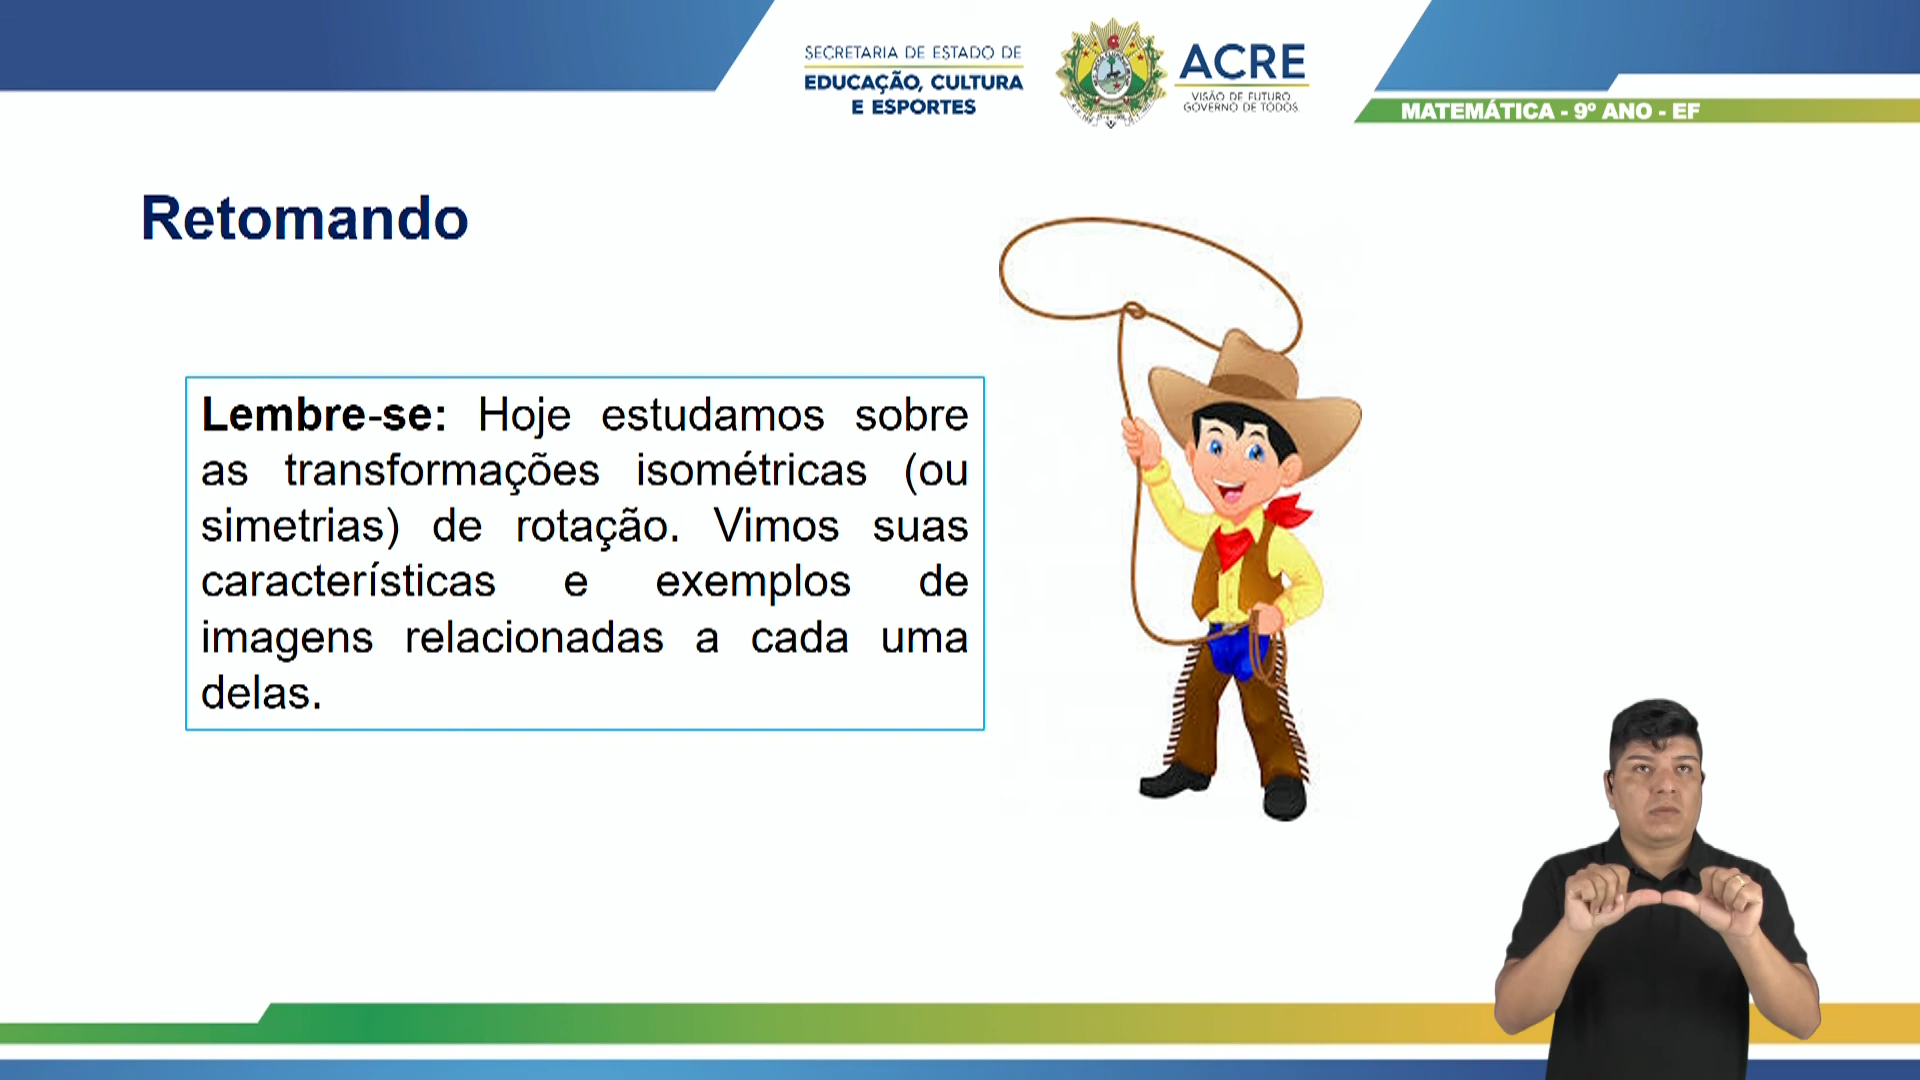 SECRETARIA DE ESTADO DE
EDUCAÇÃO, CULTURA
E ESPORTES
ACRE
VISÃO DE FUTURO
GOVERNO DE TODOS
MATEMÁTICA - 9º ANO - EF
Retomando
Lembre-se: Hoje estudamos sobre
as transformações isométricas (ou
simetrias) de rotação. Vimos suas
características e exemplos de
imagens relacionadas a cada uma
delas.